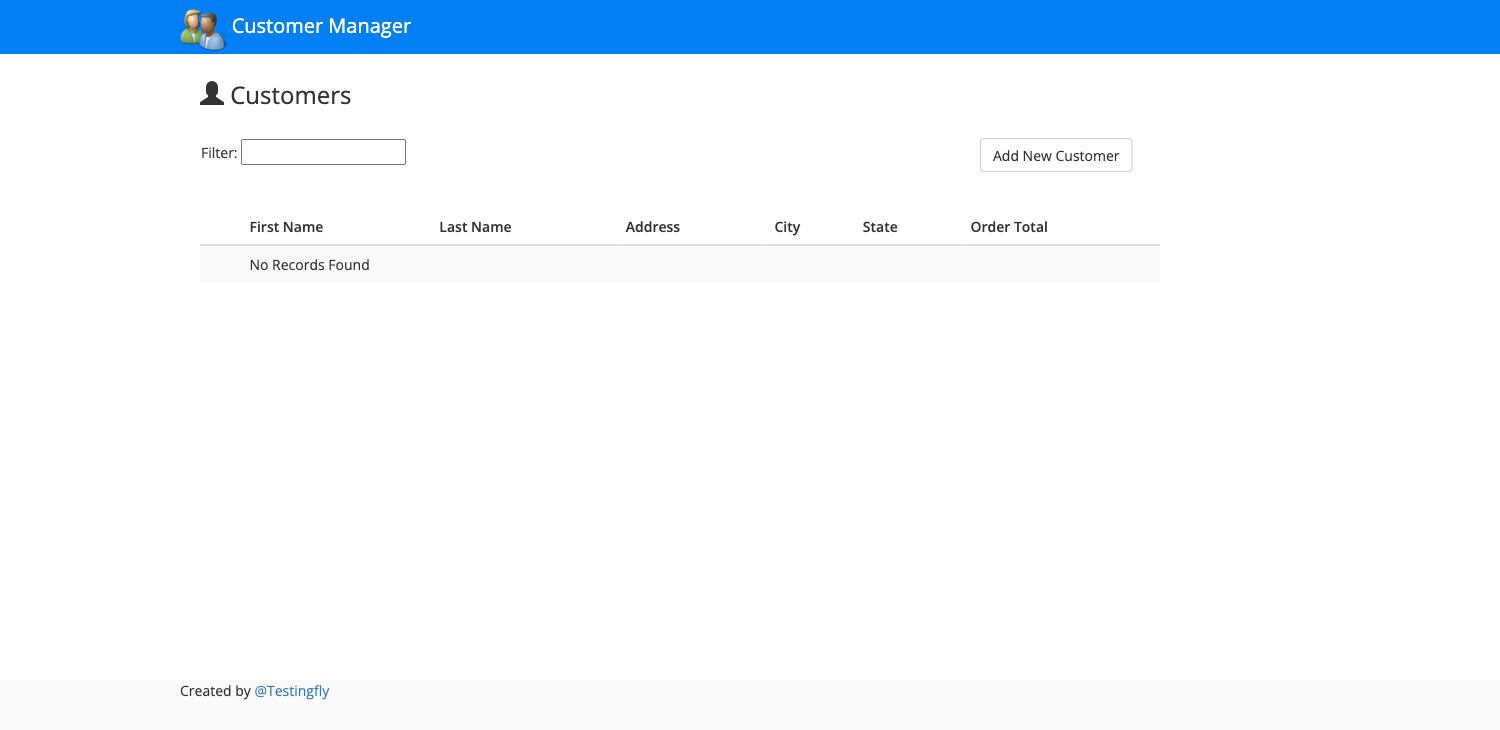 Customer Manager
Customers
Filter:
Add New Customer
First Name Last Name Address City State Order Total
No Records Found
Created by @Testingfly